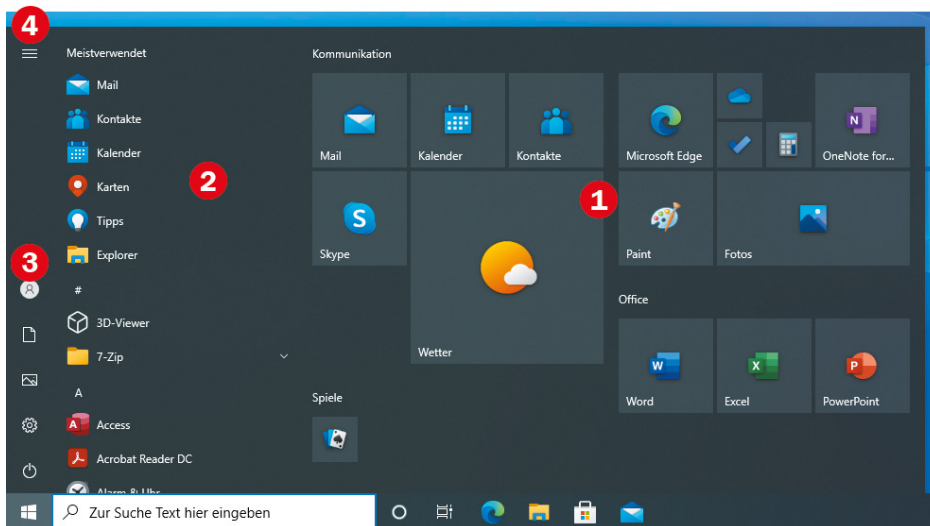 4
Meistverwendet
Mail
Kontakte
Kalender
Karten
Tipps
Explorer
2
3
#
3D-Viewer
7-Zip
A
Access
Acrobat Reader DC
Alarm & Uhr
Kommunikation
Mail
Kalender
Kontakte
Skype
Wetter
1
Microsoft Edge
OneNote for...
Paint
Fotos
Office
Word
Excel
PowerPoint
Spiele
Zur Suche Text hier eingeben